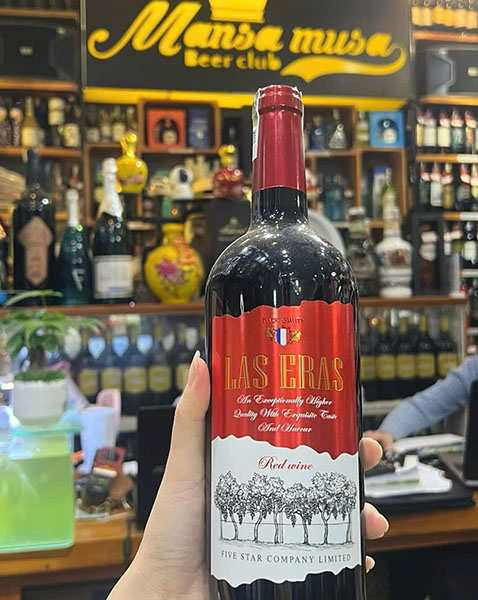 Mansa musa
Beer club
LAS ERAS
An Exceptionally Higher
Quality With Exquisite Taste
And Havour
Red wine
FIVE STAR COMPANY LIMITED